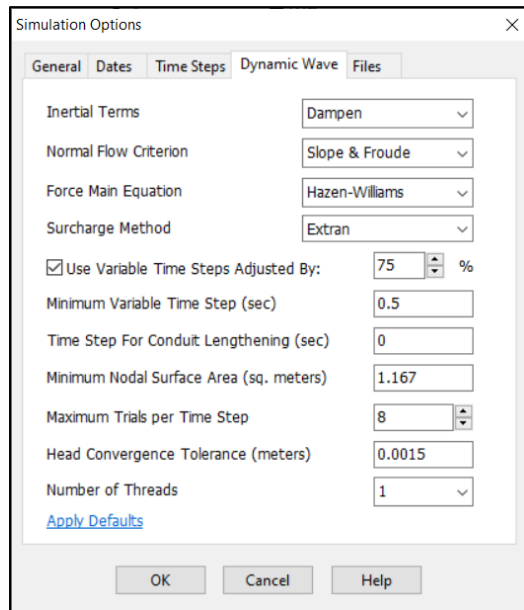 Simulation Options
General Dates Time Steps Dynamic Wave Files
Inertial Terms Dampen
Normal Flow Criterion Slope & Froude
Force Main Equation Hazen-Williams
Surcharge Method Extran
Use Variable Time Steps Adjusted By: 75 %
Minimum Variable Time Step (sec) 0.5
Time Step For Conduit Lengthening (sec) 0
Minimum Nodal Surface Area (sq. meters) 1.167
Maximum Trials per Time Step 8
Head Convergence Tolerance (meters) 0.0015
Number of Threads 1
Apply Defaults
OK Cancel Help